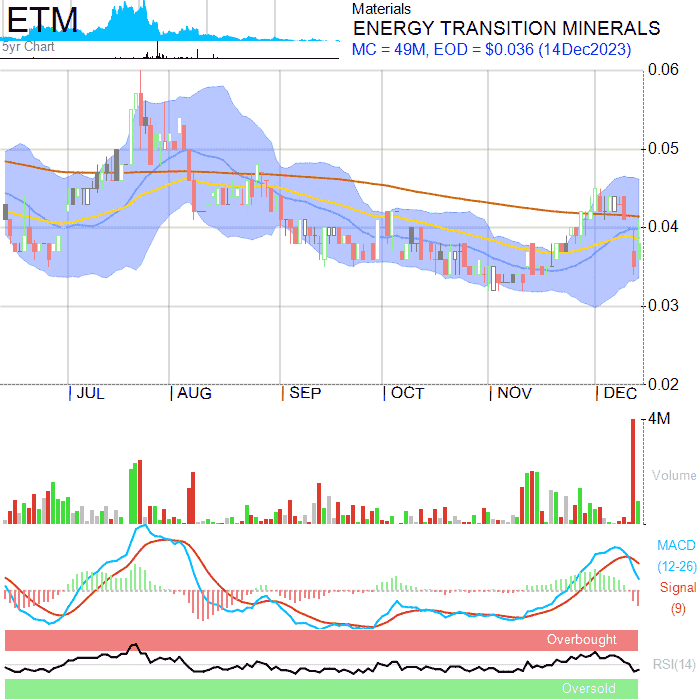 ETM
5yr Chart
Materials
ENERGY TRANSITION MINERALS
MC = 49M, EOD = $0.036 (14Dec2023)
0.06
0.05
0.04
0.03
0.02
JUL AUG SEP OCT NOV DEC
4M
Volume
MACD
(12-26)
Signal
(9)
Overbought
RSI(14)
Oversold